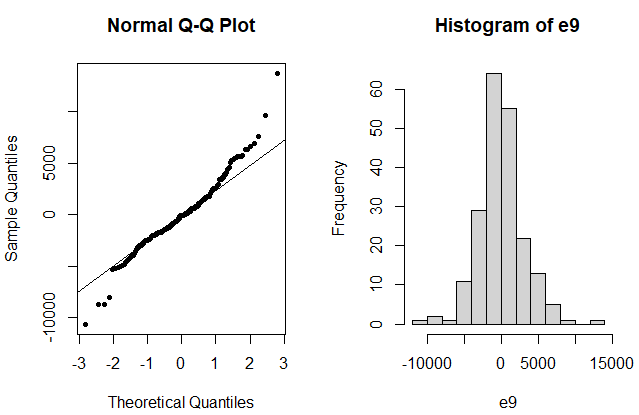 Normal Q-Q Plot
Sample Quantiles
-10000 0 5000
-3 -2 -1 0 1 2 3
Theoretical Quantiles
Histogram of e9
Frequency
0 10 20 30 40 50 60
-10000 0 5000 15000
e9